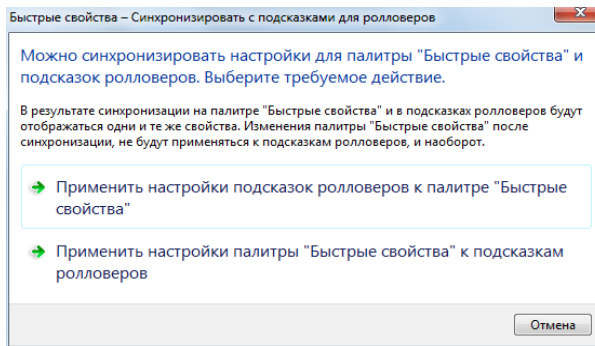 Быстрые свойства – Синхронизировать с подсказками для ролловеров
Можно синхронизировать настройки для палитры "Быстрые свойства" и
подсказок ролловеров. Выберите требуемое действие.
В результате синхронизации на палитре "Быстрые свойства" и в подсказках ролловеров будут
отображаться одни и те же свойства. Изменения палитры "Быстрые свойства" после
синхронизации, не будут применяться к подсказкам ролловеров, и наоборот.
Применить настройки подсказок ролловеров к палитре "Быстрые
свойства"
Применить настройки палитры "Быстрые свойства" к подсказкам
ролловеров
Отмена